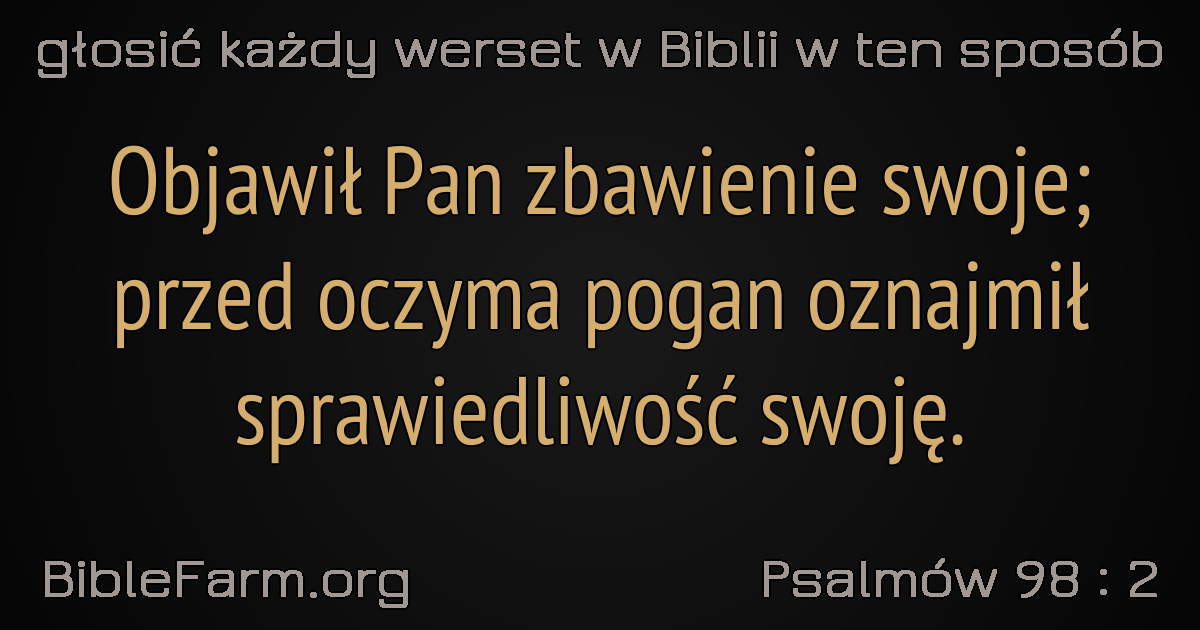 głosić każdy werset w Biblii w ten sposób
Objawił Pan zbawienie swoje;
przed oczyma pogan oznajmił
sprawiedliwość swoję.
BibleFarm.org
Psalmów 98 : 2